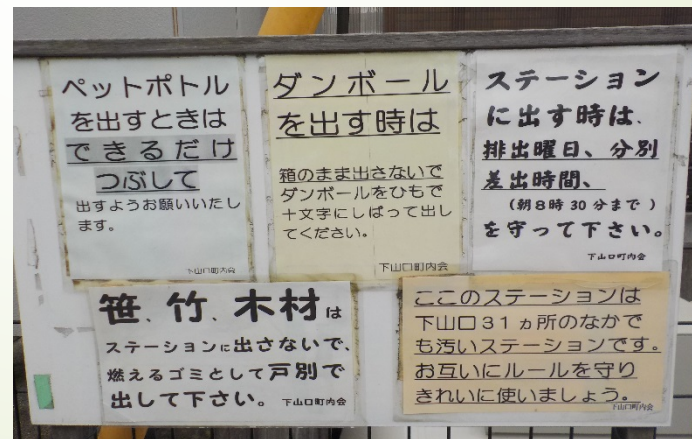 ペットポトル
を出すときは
できるだけ
つぶして
出すようお願いいたし
ます。
下山口町内会
ダンボール
を出す時は
箱のまま出さないで
ダンボールをひもで
十文字にしばって出し
てください。
下山口町内会
ステーション
に出す時は、
排出曜日、分別
差出時間、
(朝8時30分まで)
を守って下さい。
下山口町内会
笹、竹、木材は
ステーションに出さないで、
燃えるゴミとして戸別で
出して下さい。 下山口町内会
ここのステーションは
下山口31ヵ所のなかで
も汚いステーションです。
お互いにルールを守り
きれいに使いましょう。
下山口町内会